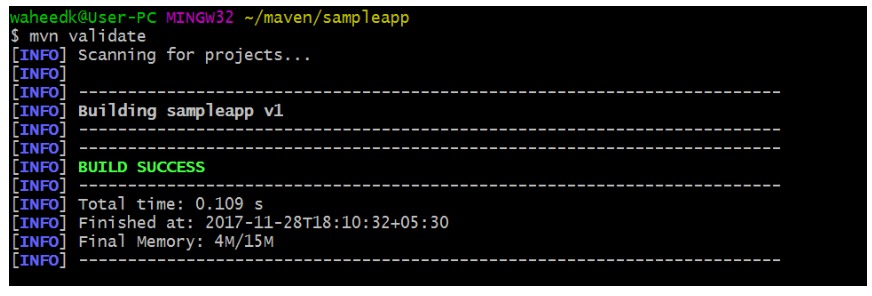 waheedk@User-PC MINGW32 ~/maven/sampleapp
$ mvn validate
[INFO] Scanning for projects...
[INFO]
[INFO] ------------------------------------------------------------------------
[INFO] Building sampleapp v1
[INFO] ------------------------------------------------------------------------
[INFO] ------------------------------------------------------------------------
[INFO] BUILD SUCCESS
[INFO] ------------------------------------------------------------------------
[INFO] Total time: 0.109 s
[INFO] Finished at: 2017-11-28T18:10:32+05:30
[INFO] Final Memory: 4M/15M
[INFO] ------------------------------------------------------------------------